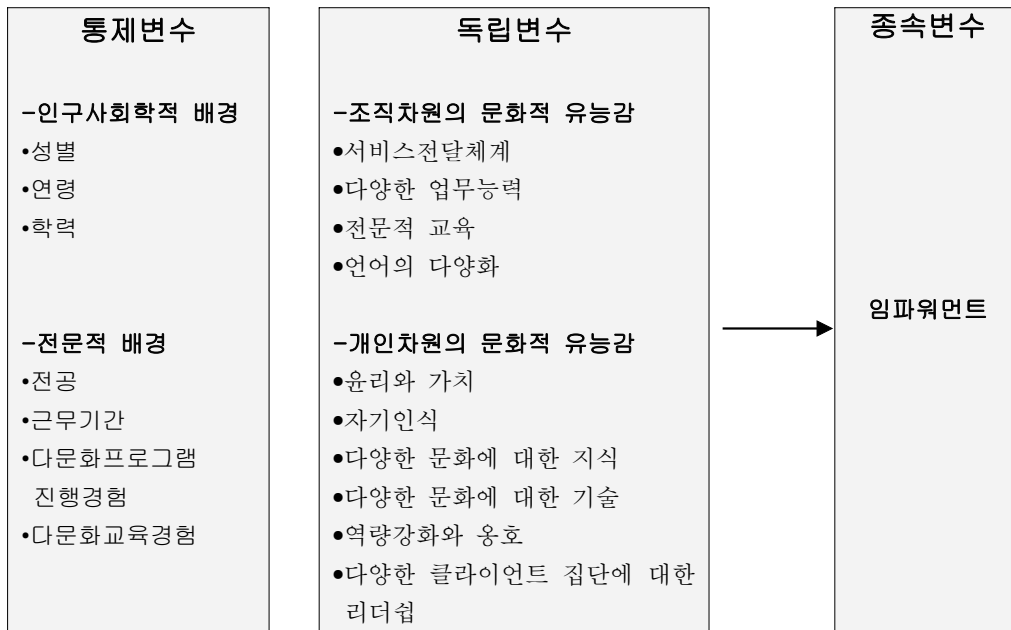 통제변수
-인구사회학적 배경
•성별
•연령
•학력
-전문적 배경
•전공
•근무기간
•다문화프로그램
진행경험
•다문화교육경험
독립변수
-조직차원의 문화적 유능감
●서비스전달체계
●다양한 업무능력
●전문적 교육
●언어의 다양화
-개인차원의 문화적 유능감
●윤리와 가치
●자기인식
●다양한 문화에 대한 지식
●다양한 문화에 대한 기술
●역량강화와 옹호
●다양한 클라이언트 집단에 대한
리더쉽
종속변수
임파워먼트